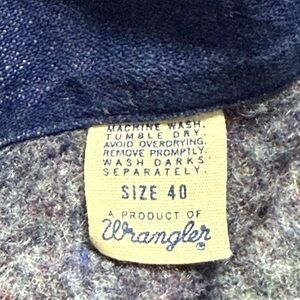 MACHINE WASH.
TUMBLE DRY.
AVOID OVERDRYING.
REMOVE PROMPTLY.
WASH DARKS
SEPARATELY.
SIZE 40
A PRODUCT OF
Wrangler®